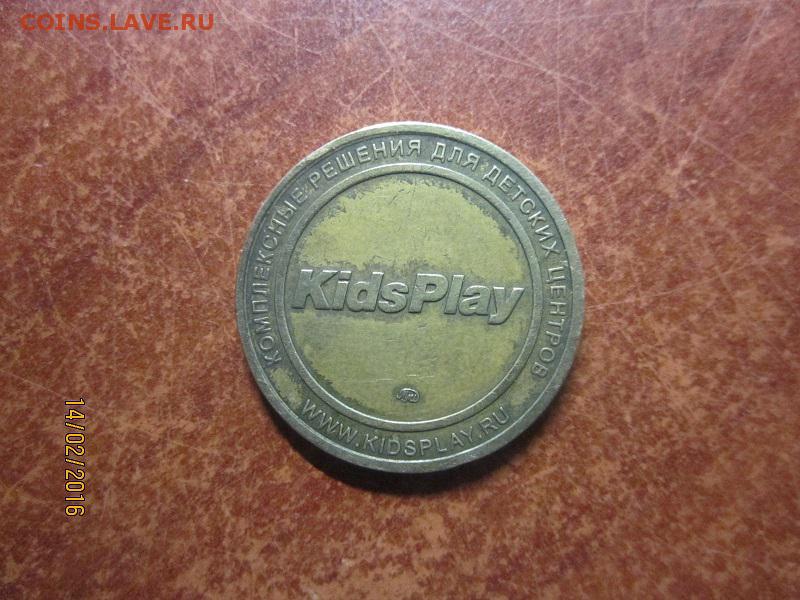 COINS.LAVE.RU
КОМПЛЕКСНЫЕ РЕШЕНИЯ ДЛЯ ДЕТСКИХ ЦЕНТРОВ
KidsPlay
WWW.KIDSPLAY.RU
14/02/2016